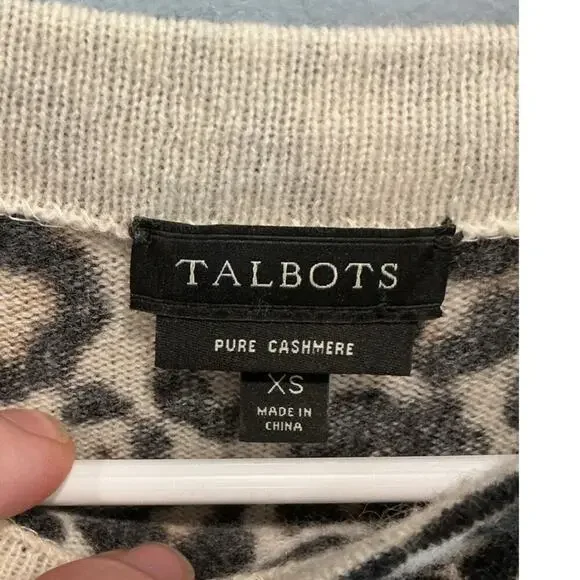 TALBOTS
PURE CASHMERE
XS
MADE IN
CHINA